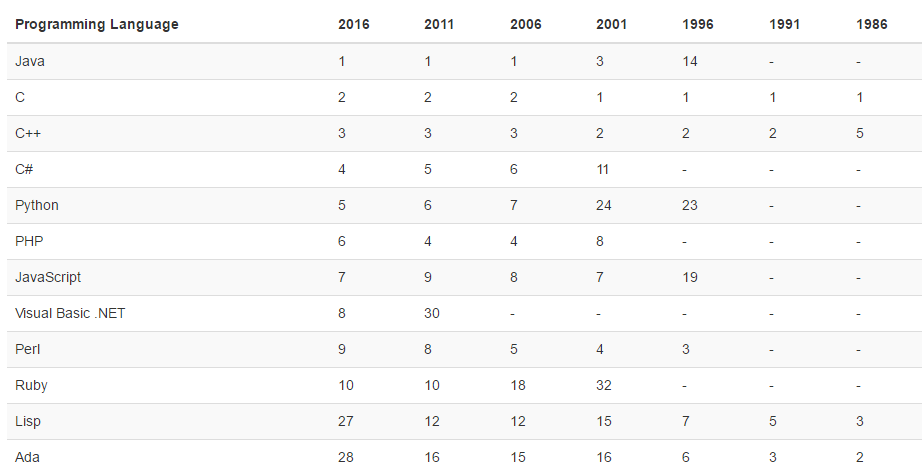 Programming Language 2016 2011 2006 2001 1996 1991 1986
Java 1 1 1 3 14 - -
C 2 2 2 1 1 1 1
C++ 3 3 3 2 2 2 5
C# 4 5 6 11 - - -
Python 5 6 7 24 23 - -
PHP 6 4 4 8 - - -
JavaScript 7 9 8 7 19 - -
Visual Basic .NET 8 30 - - - - -
Perl 9 8 5 4 3 - -
Ruby 10 10 18 32 - - -
Lisp 27 12 12 15 7 5 3
Ada 28 16 15 16 6 3 2